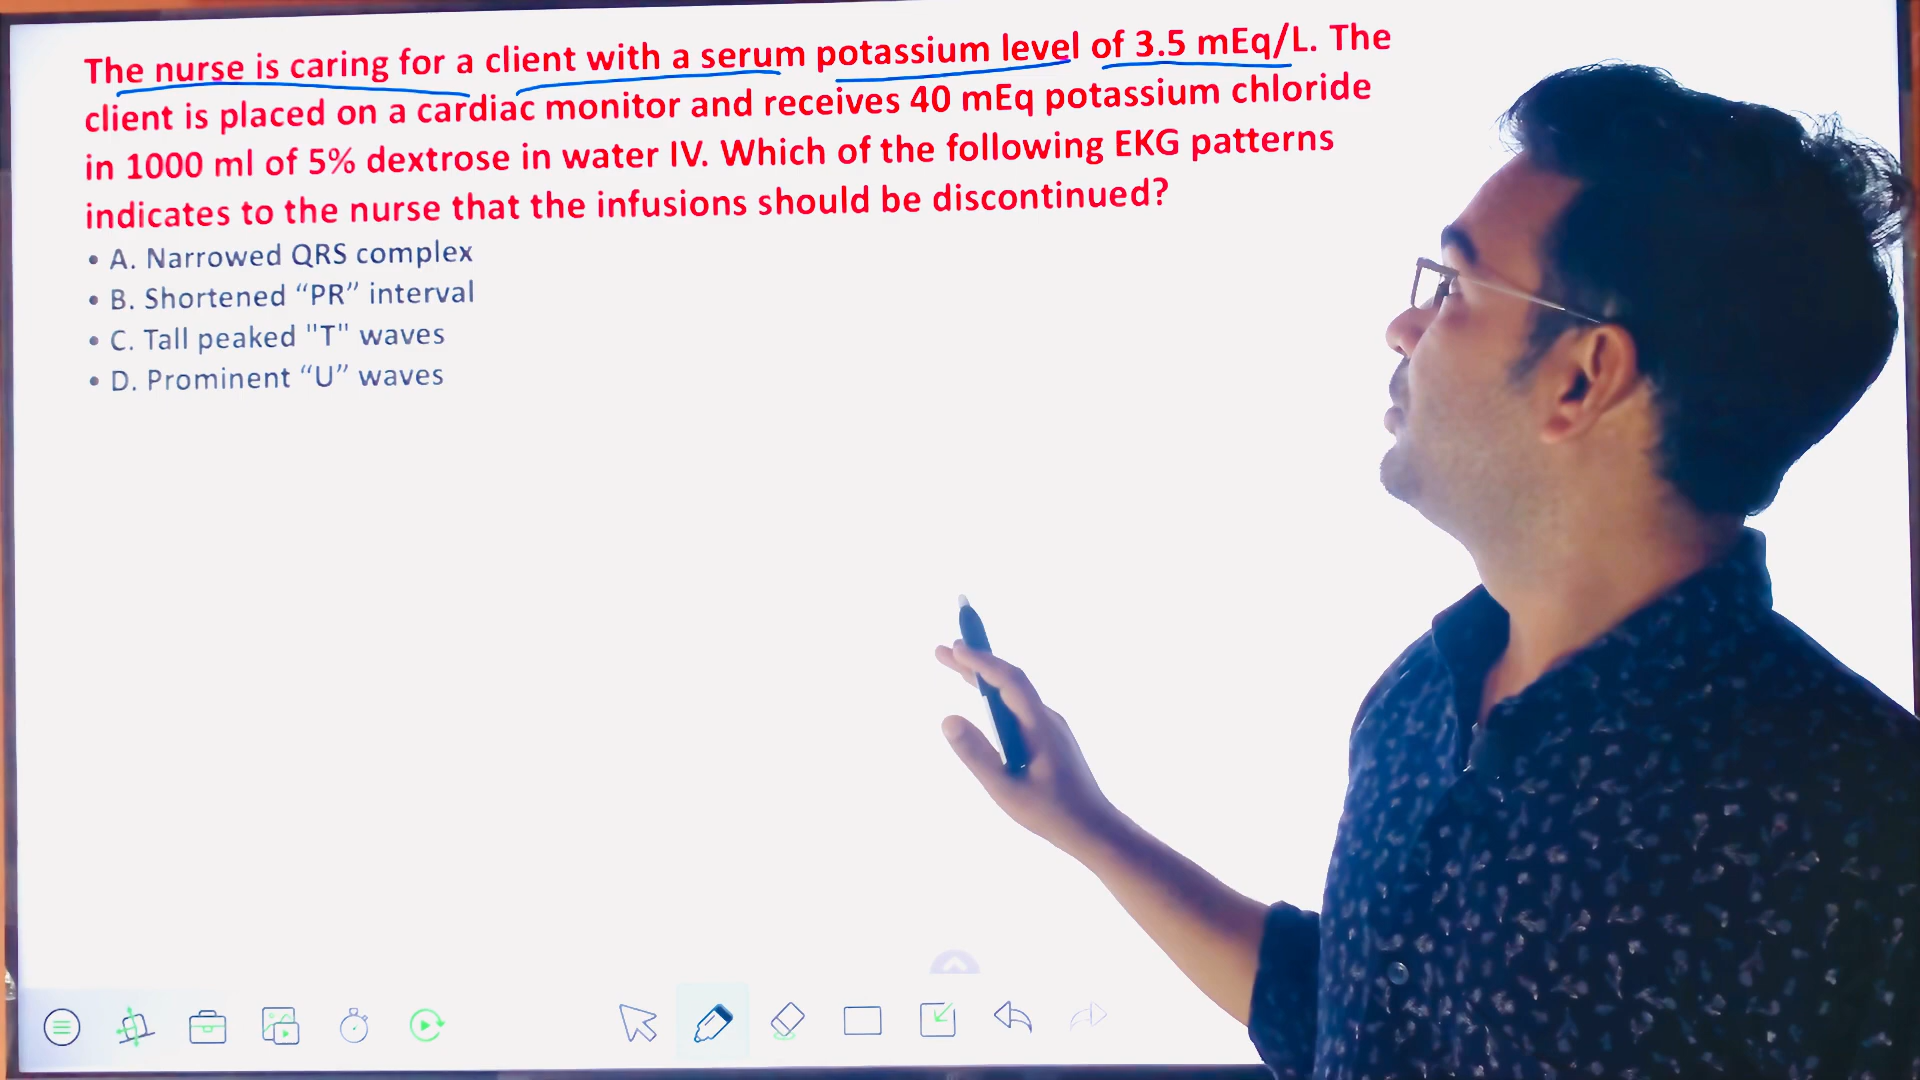 The nurse is caring for a client with a serum potassium level of 3.5 mEq/L. The
client is placed on a cardiac monitor and receives 40 mEq potassium chloride
in 1000 ml of 5% dextrose in water IV. Which of the following EKG patterns
indicates to the nurse that the infusions should be discontinued?
• A. Narrowed QRS complex
• B. Shortened “PR” interval
• C. Tall peaked "T" waves
• D. Prominent “U” waves